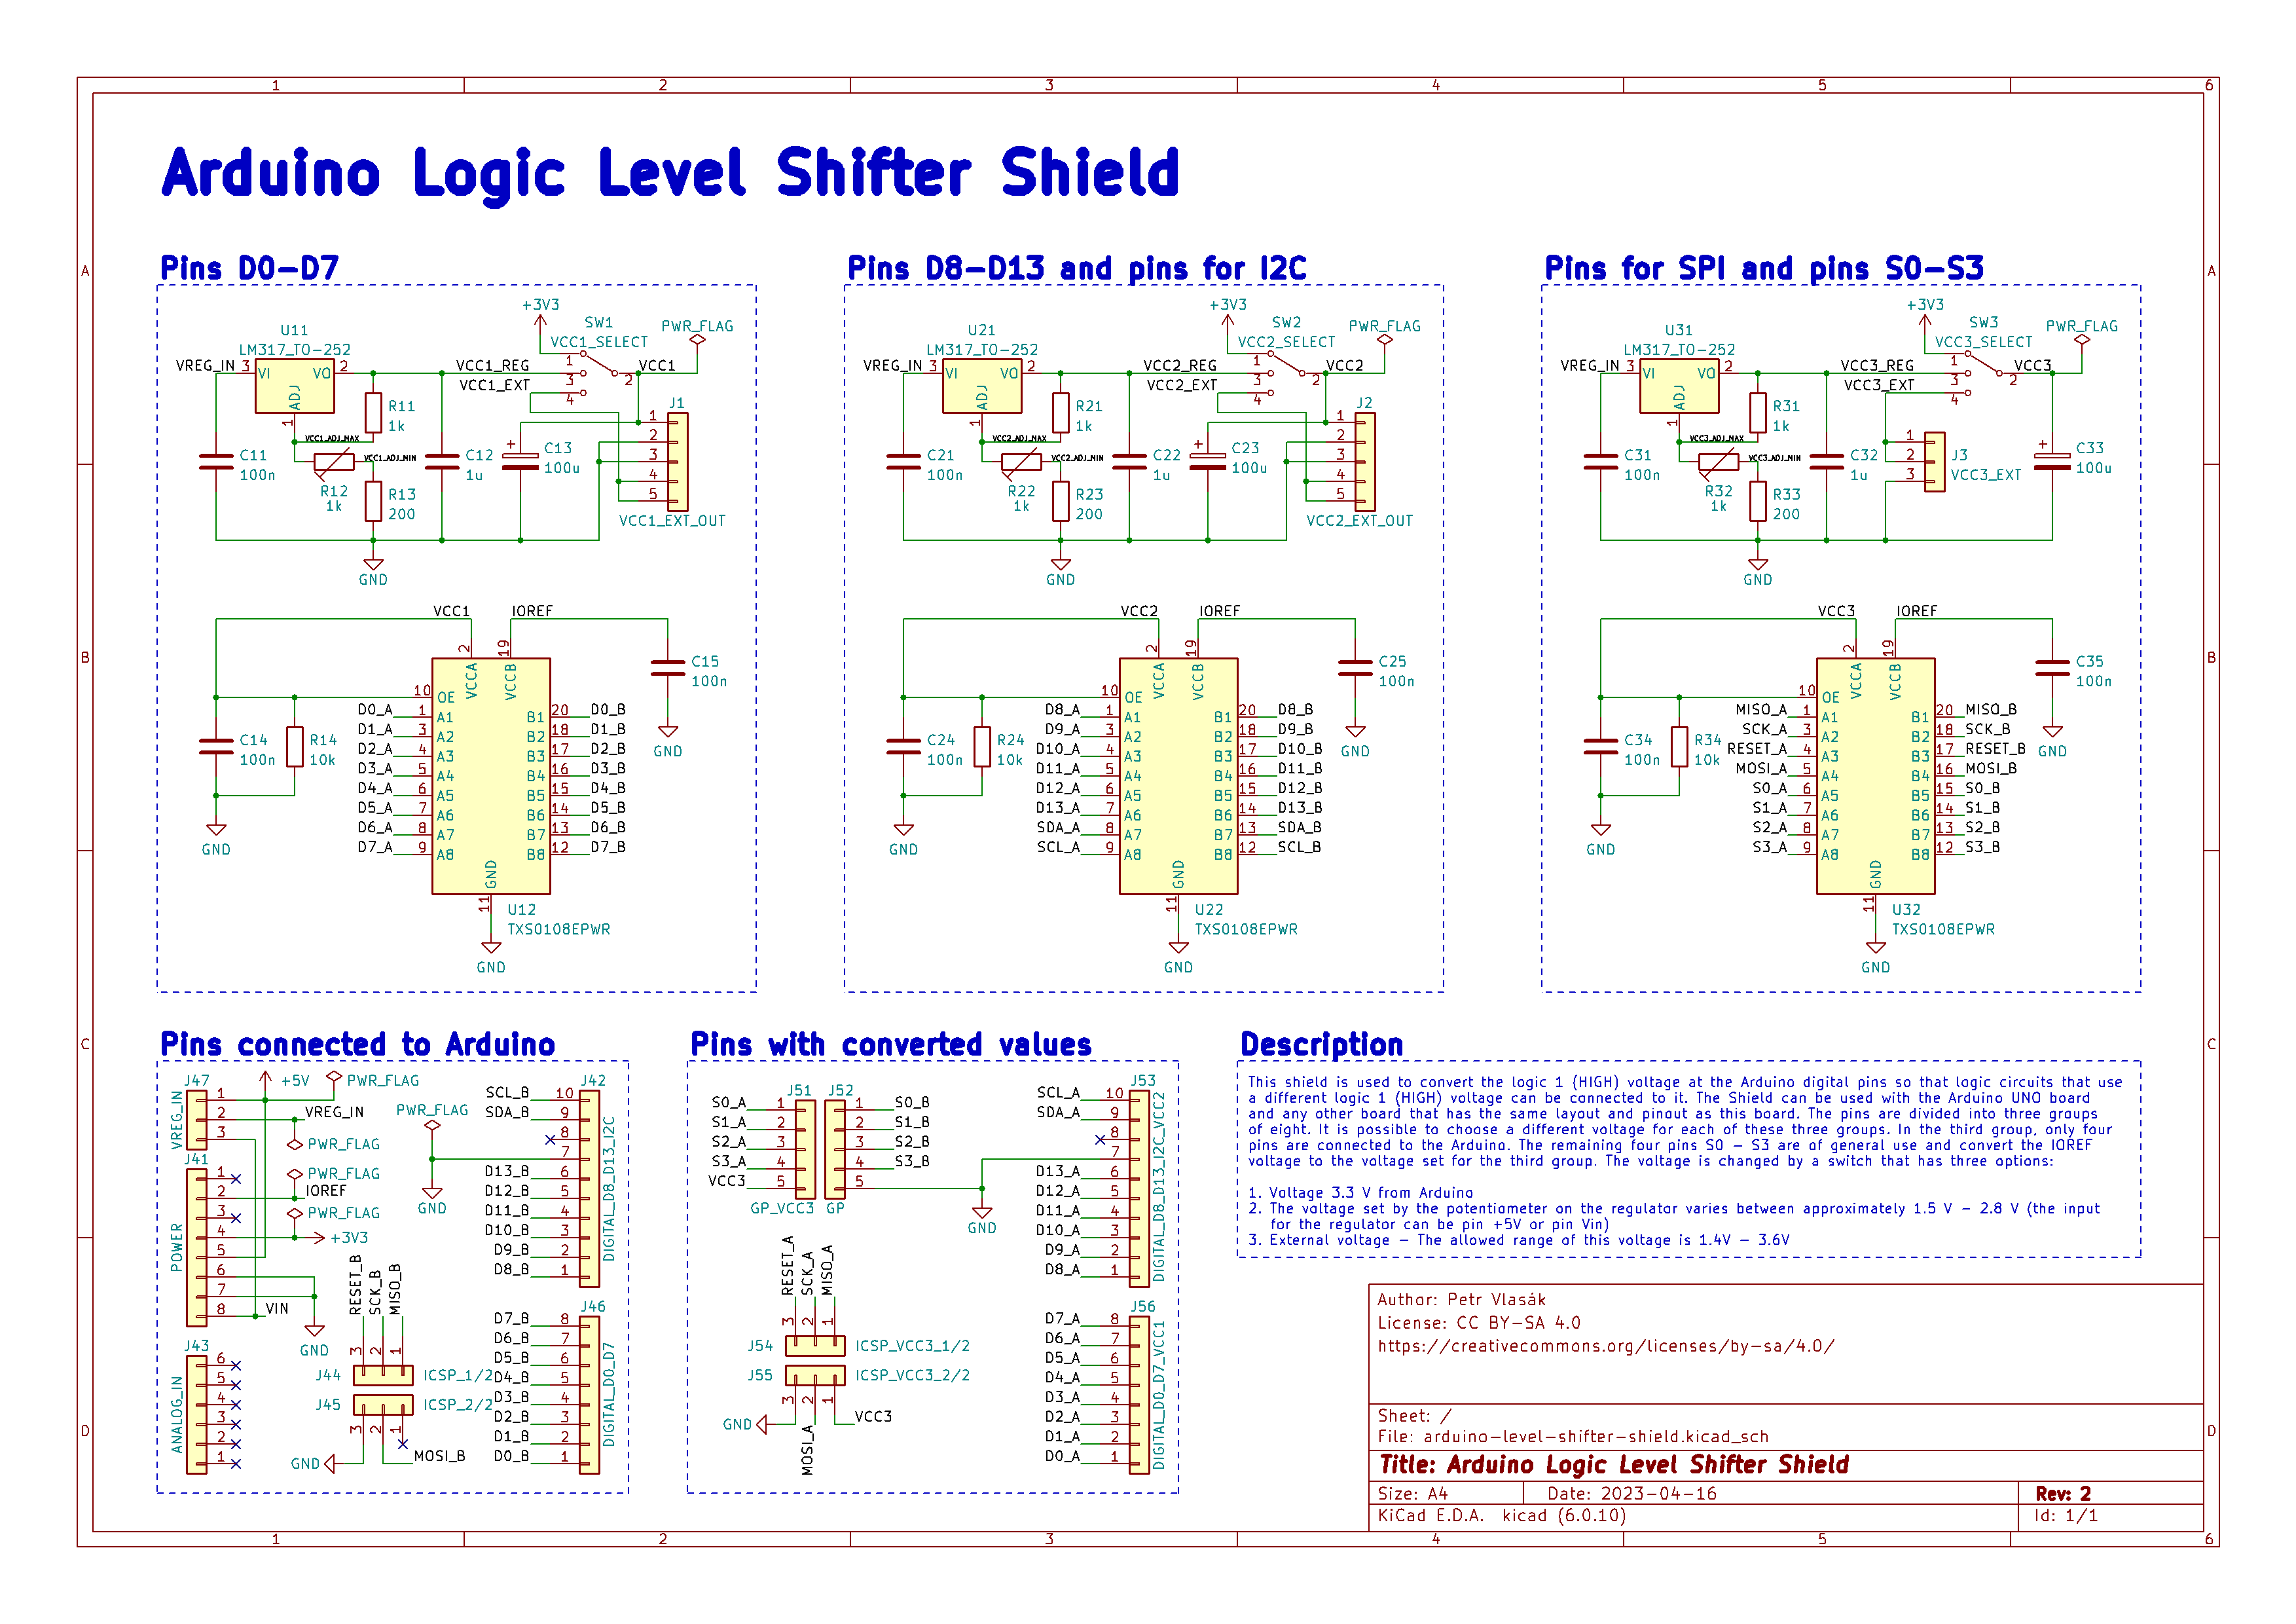 1 2 3 4 5 6
Arduino Logic Level Shifter Shield
A A
B B
C C
D D
Pins D0-D7
+3V3
SW1
VCC1_SELECT
PWR_FLAG
U11
LM317_TO-252
VREG_IN 3 VI VO 2
ADJ 1
VCC1_REG 1 VCC1
VCC1_EXT 3 2
4
R11
1k
VCC1_ADJ_MAX
VCC1_ADJ_MIN
C11
100n
R12
1k
R13
200
C12
1u
C13
100u
J1
1
2
3
4
5
VCC1_EXT_OUT
GND
VCC1 IOREF
2 19
VCCA VCCB
C15
100n
GND
10 OE
D0_A 1 A1 B1 20 D0_B
D1_A 3 A2 B2 18 D1_B
D2_A 4 A3 B3 17 D2_B
D3_A 5 A4 B4 16 D3_B
D4_A 6 A5 B5 15 D4_B
D5_A 7 A6 B6 14 D5_B
D6_A 8 A7 B7 13 D6_B
D7_A 9 A8 B8 12 D7_B
C14
100n
R14
10k
GND
GND
11
U12
TXS0108EPWR
GND
Pins D8-D13 and pins for I2C
+3V3
SW2
VCC2_SELECT
PWR_FLAG
U21
LM317_TO-252
VREG_IN 3 VI VO 2
ADJ 1
VCC2_REG 1 VCC2
VCC2_EXT 3 2
4
R21
1k
VCC2_ADJ_MAX
VCC2_ADJ_MIN
C21
100n
R22
1k
R23
200
C22
1u
C23
100u
J2
1
2
3
4
5
VCC2_EXT_OUT
GND
VCC2 IOREF
2 19
VCCA VCCB
C25
100n
GND
10 OE
D8_A 1 A1 B1 20 D8_B
D9_A 3 A2 B2 18 D9_B
D10_A 4 A3 B3 17 D10_B
D11_A 5 A4 B4 16 D11_B
D12_A 6 A5 B5 15 D12_B
D13_A 7 A6 B6 14 D13_B
SDA_A 8 A7 B7 13 SDA_B
SCL_A 9 A8 B8 12 SCL_B
C24
100n
R24
10k
GND
GND
11
U22
TXS0108EPWR
GND
Pins for SPI and pins S0-S3
+3V3
SW3
VCC3_SELECT
PWR_FLAG
U31
LM317_TO-252
VREG_IN 3 VI VO 2
ADJ 1
VCC3_REG 1 VCC3
VCC3_EXT 3 2
4
R31
1k
VCC3_ADJ_MAX
VCC3_ADJ_MIN
C31
100n
R32
1k
R33
200
C32
1u
1
2
3
J3
VCC3_EXT
C33
100u
GND
VCC3 IOREF
2 19
VCCA VCCB
C35
100n
GND
10 OE
MISO_A 1 A1 B1 20 MISO_B
SCK_A 3 A2 B2 18 SCK_B
RESET_A 4 A3 B3 17 RESET_B
MOSI_A 5 A4 B4 16 MOSI_B
S0_A 6 A5 B5 15 S0_B
S1_A 7 A6 B6 14 S1_B
S2_A 8 A7 B7 13 S2_B
S3_A 9 A8 B8 12 S3_B
C34
100n
R34
10k
GND
GND
11
U32
TXS0108EPWR
GND
Pins connected to Arduino
J47
VREG_IN
1
2
3
+5V
PWR_FLAG
VREG_IN
PWR_FLAG
J41
POWER
1
2
3
4
5
6
7
8
PWR_FLAG
IOREF
PWR_FLAG
+3V3
VIN
GND
J43
ANALOG_IN
6
5
4
3
2
1
PWR_FLAG
GND
RESET_B
SCK_B
MISO_B
3 2 1
J44 ICSP_1/2
J45 ICSP_2/2
3 2 1
GND
MOSI_B
J42
DIGITAL_D8_D13_I2C
SCL_B 10
SDA_B 9
8
7
D13_B 6
D12_B 5
D11_B 4
D10_B 3
D9_B 2
D8_B 1
J46
DIGITAL_D0_D7
D7_B 8
D6_B 7
D5_B 6
D4_B 5
D3_B 4
D2_B 3
D1_B 2
D0_B 1
Pins with converted values
J51 J52
S0_A 1 1 S0_B
S1_A 2 2 S1_B
S2_A 3 3 S2_B
S3_A 4 4 S3_B
VCC3 5 5
GP_VCC3 GP
GND
RESET_A
SCK_A
MISO_A
3 2 1
J54 ICSP_VCC3_1/2
J55 ICSP_VCC3_2/2
3 2 1
GND
MOSI_A
VCC3
J53
DIGITAL_D8_D13_I2C_VCC2
SCL_A 10
SDA_A 9
8
7
D13_A 6
D12_A 5
D11_A 4
D10_A 3
D9_A 2
D8_A 1
J56
DIGITAL_D0_D7_VCC1
D7_A 8
D6_A 7
D5_A 6
D4_A 5
D3_A 4
D2_A 3
D1_A 2
D0_A 1
Description
This shield is used to convert the logic 1 (HIGH) voltage at the Arduino digital pins so that logic circuits that use
a different logic 1 (HIGH) voltage can be connected to it. The Shield can be used with the Arduino UNO board
and any other board that has the same layout and pinout as this board. The pins are divided into three groups
of eight. It is possible to choose a different voltage for each of these three groups. In the third group, only four
pins are connected to the Arduino. The remaining four pins S0 - S3 are of general use and convert the IOREF
voltage to the voltage set for the third group. The voltage is changed by a switch that has three options:
1. Voltage 3.3 V from Arduino
2. The voltage set by the potentiometer on the regulator varies between approximately 1.5 V - 2.8 V (the input
for the regulator can be pin +5V or pin Vin)
3. External voltage - The allowed range of this voltage is 1.4V - 3.6V
Author: Petr Vlasák
License: CC BY-SA 4.0
https://creativecommons.org/licenses/by-sa/4.0/
Sheet: /
File: arduino-level-shifter-shield.kicad_sch
Title: Arduino Logic Level Shifter Shield
Size: A4 Date: 2023-04-16 Rev: 2
KiCad E.D.A. kicad (6.0.10) Id: 1/1
1 2 3 4 5 6